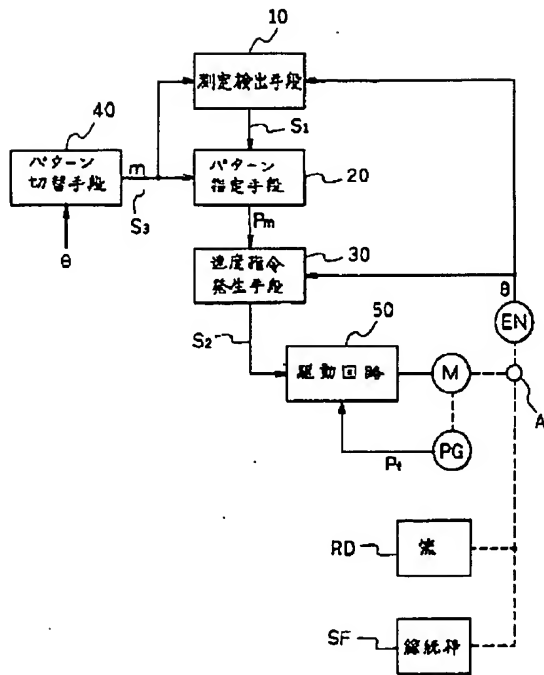 10
測定検出手段
40
パターン
切替手段
m
S1
S3
θ
パターン
指定手段
20
Pm
速度指令
発生手段
30
θ
S2
50
EN
駆動回路
M
A
PG
Pt
RD
筬
SF
綜絖枠